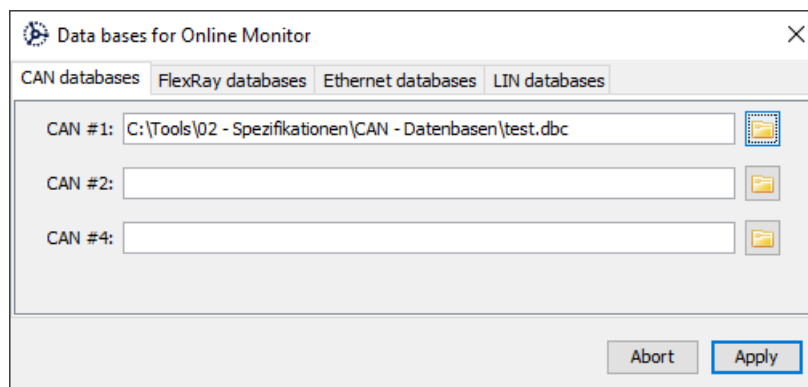 Data bases for Online Monitor
CAN databases FlexRay databases Ethernet databases LIN databases
CAN #1: C:\Tools\02 - Spezifikationen\CAN - Datenbasen\test.dbc
CAN #2:
CAN #4:
Abort Apply